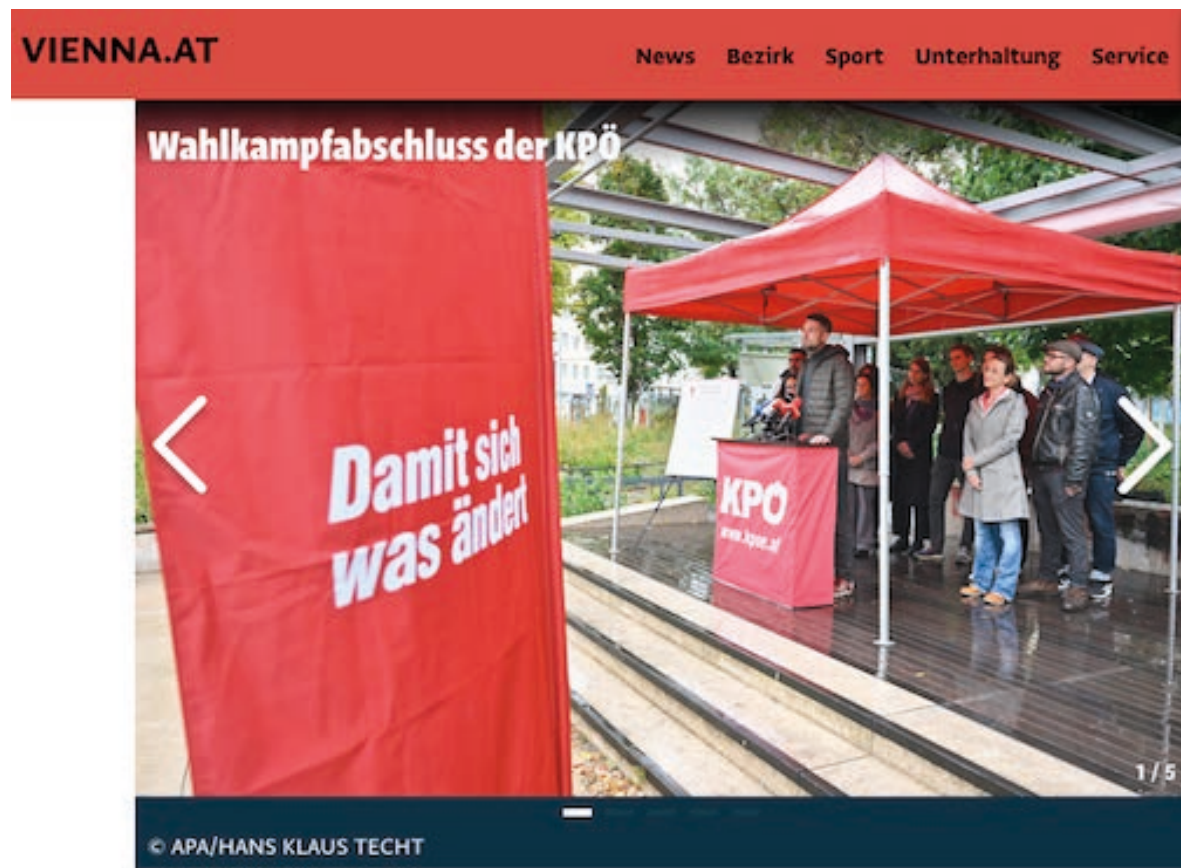 VIENNA.AT
News Bezirk Sport Unterhaltung Service
Wahlkampfabschluss der KPÖ
Damit sich
was ändert
KPÖ
www.kpoe.at
1 / 5
© APA/HANS KLAUS TECHT